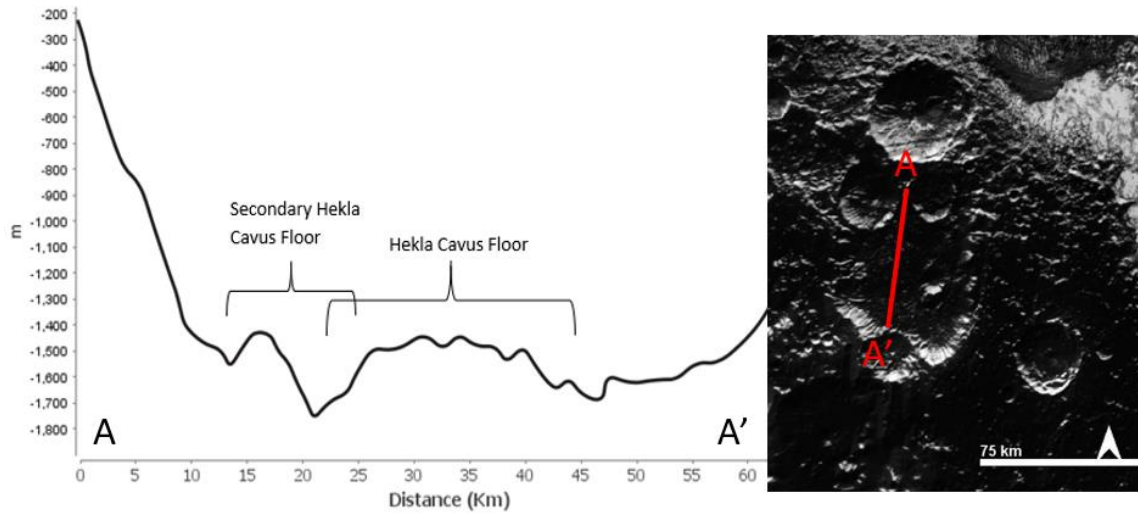 -200
-300
-400
-500
-600
-700
-800
-900
-1,000
-1,100
-1,200
-1,300
-1,400
-1,500
-1,600
-1,700
-1,800
m
Secondary Hekla
Cavus Floor
Hekla Cavus Floor
A
A’
0 5 10 15 20 25 30 35 40 45 50 55 60
Distance (Km)
A
A’
75 km